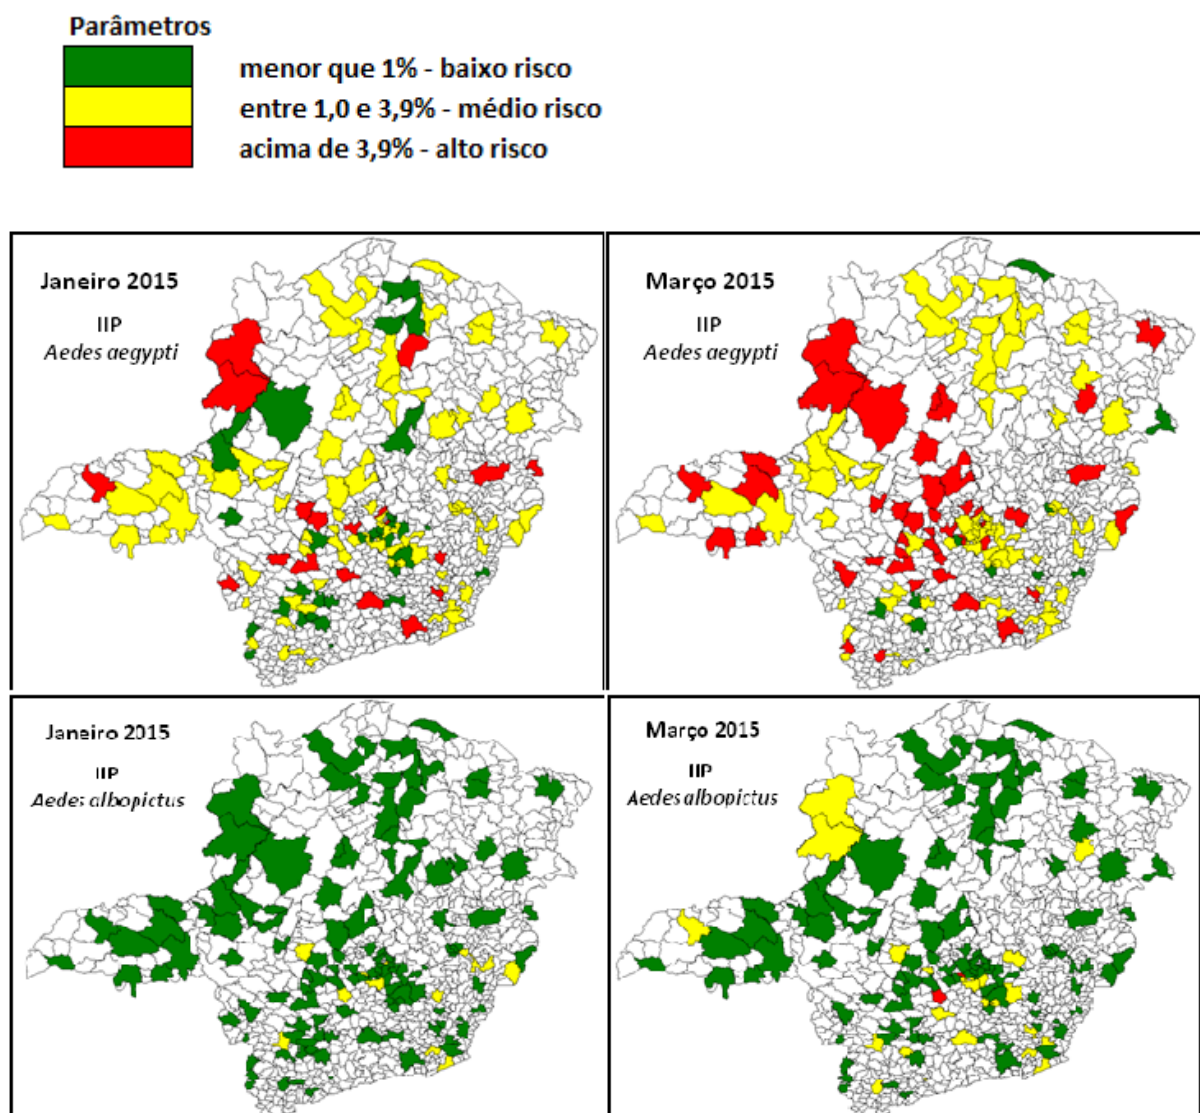 Parâmetros
menor que 1% - baixo risco
entre 1,0 e 3,9% - médio risco
acima de 3,9% - alto risco
Janeiro 2015
IIP
Aedes aegypti
Março 2015
IIP
Aedes aegypti
Janeiro 2015
IIP
Aedes albopictus
Março 2015
IIP
Aedes albopictus